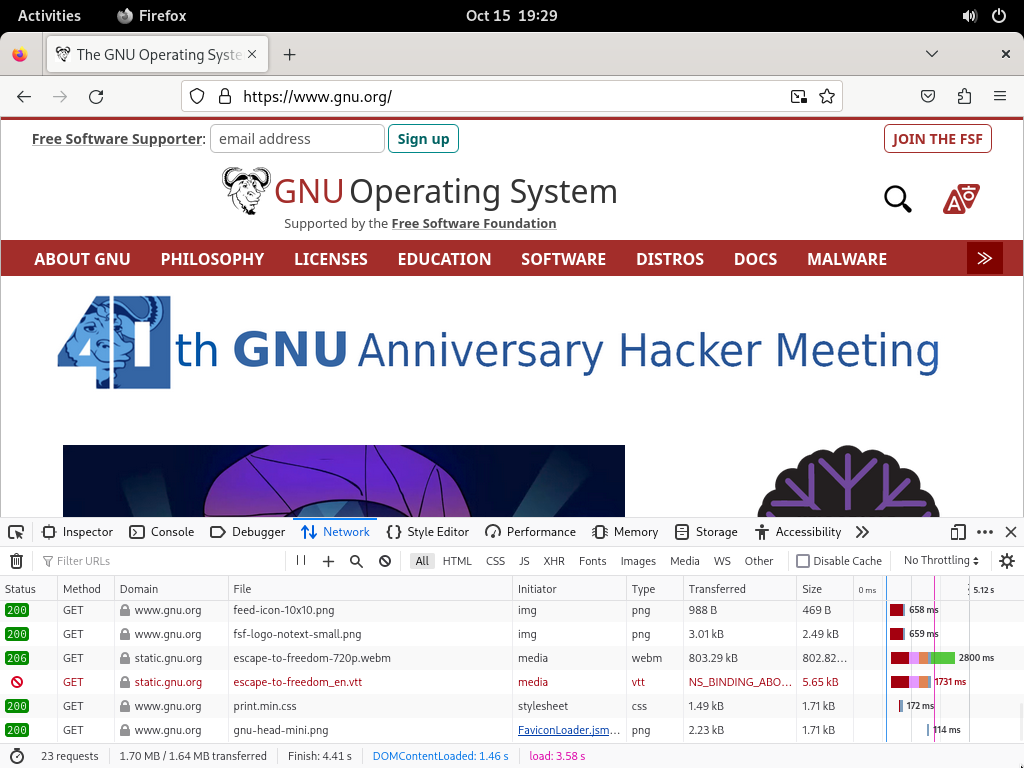 Activities Firefox Oct 15 19:29
The GNU Operating Syste
https://www.gnu.org/
Free Software Supporter: email address Sign up JOIN THE FSF
GNU Operating System
Supported by the Free Software Foundation
ABOUT GNU PHILOSOPHY LICENSES EDUCATION SOFTWARE DISTROS DOCS MALWARE
40th GNU Anniversary Hacker Meeting
Inspector Console Debugger Network Style Editor Performance Memory Storage Accessibility
Filter URLs All HTML CSS JS XHR Fonts Images Media WS Other Disable Cache No Throttling
Status Method Domain File Initiator Type Transferred Size 0 ms 5.12 s
200 GET www.gnu.org feed-icon-10x10.png img png 988 B 469 B 658 ms
200 GET www.gnu.org fsf-logo-notext-small.png img png 3.01 kB 2.49 kB 659 ms
206 GET static.gnu.org escape-to-freedom-720p.webm media webm 803.29 kB 802.82… 2800 ms
GET static.gnu.org escape-to-freedom_en.vtt media vtt NS_BINDING_ABO… 5.65 kB 1731 ms
200 GET www.gnu.org print.min.css stylesheet css 1.49 kB 1.71 kB 172 ms
200 GET www.gnu.org gnu-head-mini.png FaviconLoader.jsm… png 2.23 kB 1.71 kB 114 ms
23 requests 1.70 MB / 1.64 MB transferred Finish: 4.41 s DOMContentLoaded: 1.46 s load: 3.58 s